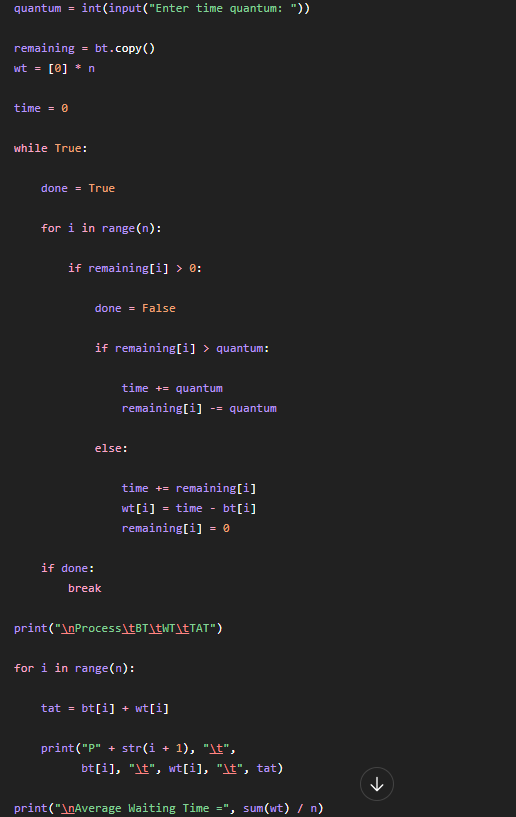 quantum = int(input("Enter time quantum: "))
remaining = bt.copy()
wt = [0] * n
time = 0
while True:
    done = True
    for i in range(n):
        if remaining[i] > 0:
            done = False
            if remaining[i] > quantum:
                time += quantum
                remaining[i] -= quantum
            else:
                time += remaining[i]
                wt[i] = time - bt[i]
                remaining[i] = 0
    if done:
        break
print("\nProcess\tBT\tWT\tTAT")
for i in range(n):
    tat = bt[i] + wt[i]
    print("P" + str(i + 1), "\t",
          bt[i], "\t", wt[i], "\t", tat)
print("\nAverage Waiting Time =", sum(wt) / n)